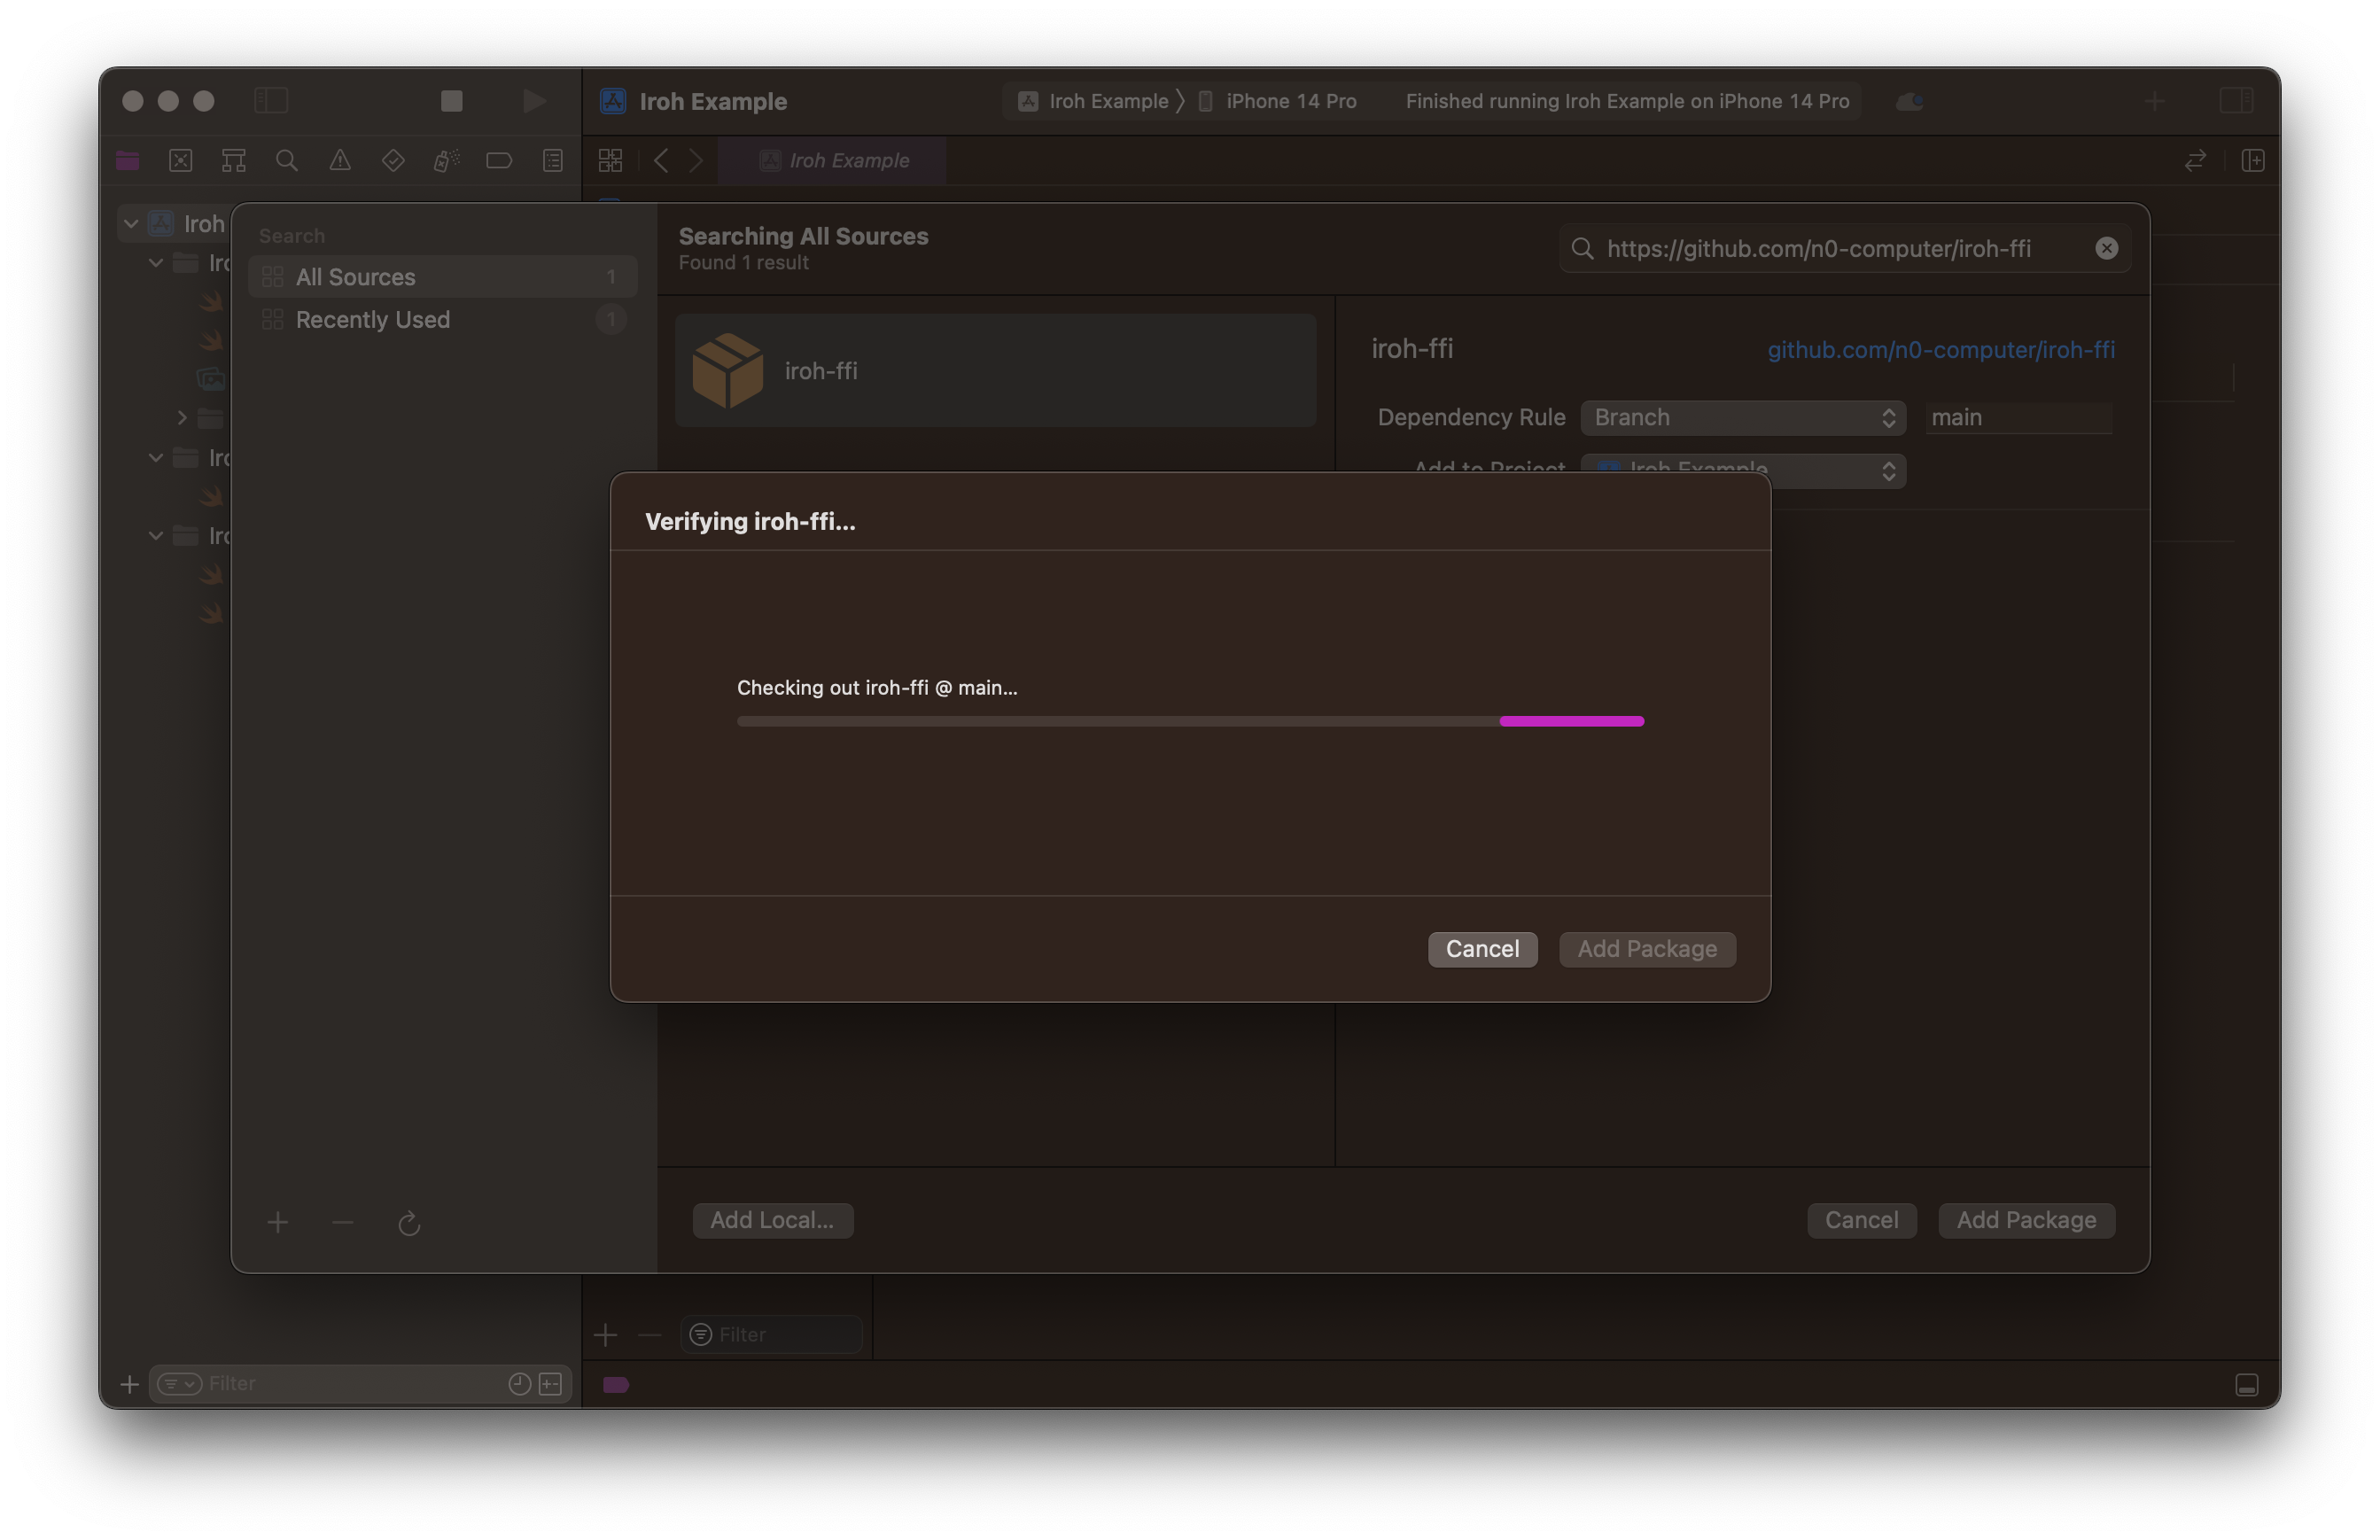 Iroh Example
Iroh Example
iPhone 14 Pro
Finished running Iroh Example on iPhone 14 Pro
Iroh Example
Iroh
Search
All Sources 1
Recently Used 1
Searching All Sources
Found 1 result
https://github.com/n0-computer/iroh-ffi
iroh-ffi
iroh-ffi
github.com/n0-computer/iroh-ffi
Dependency Rule Branch main
Add to Project Iroh Example
Verifying iroh-ffi...
Checking out iroh-ffi @ main...
Cancel Add Package
Add Local...
Cancel Add Package
Filter
Filter